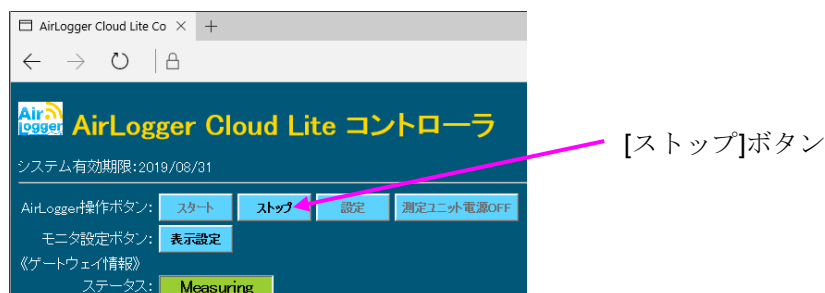 AirLogger Cloud Lite Co
Air logger AirLogger Cloud Lite コントローラ
[ストップ]ボタン
システム有効期限:2019/08/31
AirLogger操作ボタン: スタート ストップ 設定 測定ユニット電源OFF
モニタ設定ボタン: 表示設定
《ゲートウェイ情報》
ステータス: Measuring